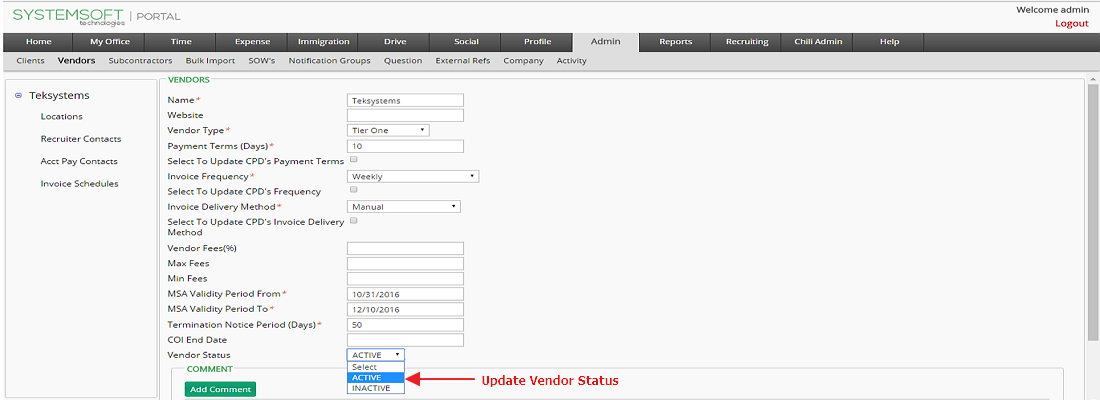 SYSTEMSOFT technologies | PORTAL
Welcome admin
Logout
Home My Office Time Expense Immigration Drive Social Profile Admin Reports Recruiting Chili Admin Help
Clients Vendors Subcontractors Bulk Import SOW's Notification Groups Question External Refs Company Activity
Teksystems
Locations
Recruiter Contacts
Acct Pay Contacts
Invoice Schedules
VENDORS
Name* Teksystems
Website
Vendor Type* Tier One
Payment Terms (Days)* 10
Select To Update CPD's Payment Terms
Invoice Frequency* Weekly
Select To Update CPD's Frequency
Invoice Delivery Method* Manual
Select To Update CPD's Invoice Delivery
Method
Vendor Fees(%)
Max Fees
Min Fees
MSA Validity Period From* 10/31/2016
MSA Validity Period To* 12/10/2016
Termination Notice Period (Days)* 50
COI End Date
Vendor Status ACTIVE
Select
ACTIVE
INACTIVE
Update Vendor Status
COMMENT
Add Comment